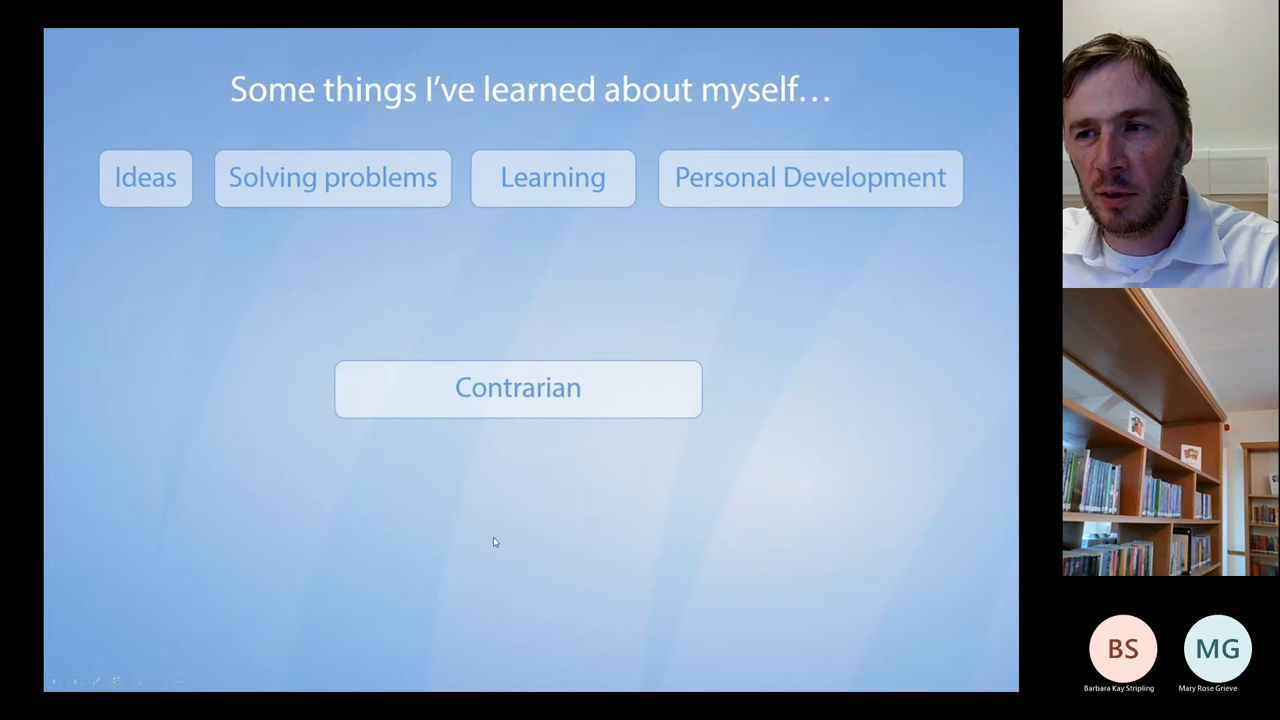 Some things I’ve learned about myself…
Ideas
Solving problems
Learning
Personal Development
Contrarian
BS
MG
Barbara Kay Stripling
Mary Rose Grieve